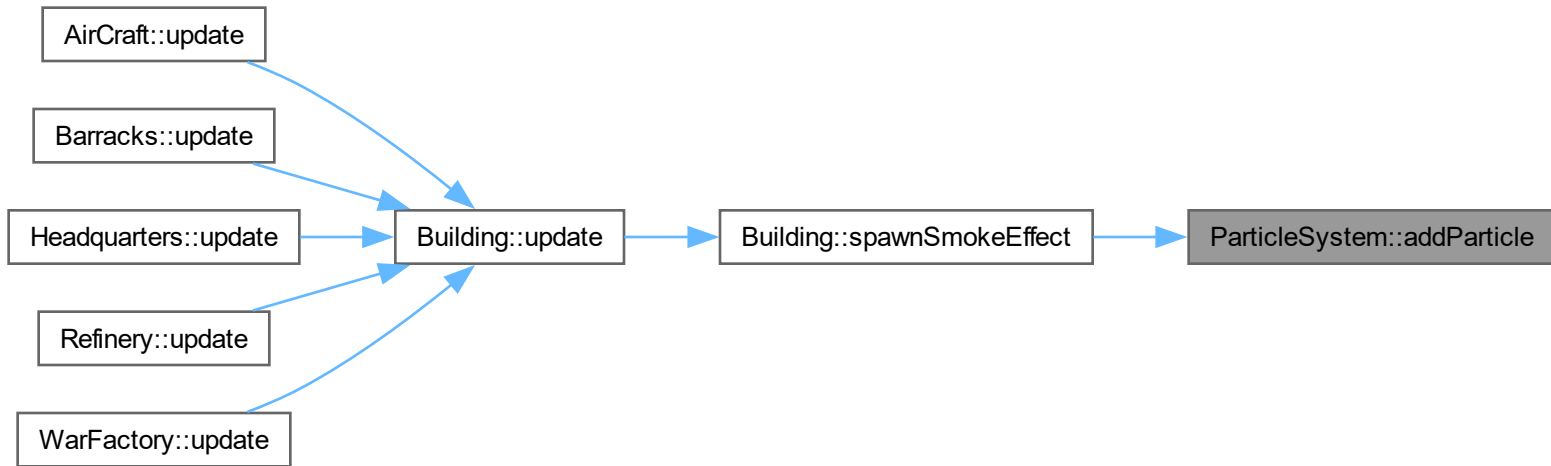 AirCraft::update
Barracks::update
Headquarters::update
Building::update
Building::spawnSmokeEffect
ParticleSystem::addParticle
Refinery::update
WarFactory::update